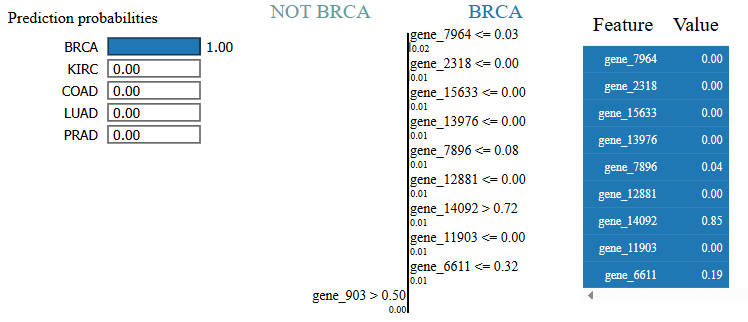 Prediction probabilities
BRCA 1.00
KIRC 0.00
COAD 0.00
LUAD 0.00
PRAD 0.00
NOT BRCA BRCA
gene_7964 <= 0.03
0.02
gene_2318 <= 0.00
0.01
gene_15633 <= 0.00
0.01
gene_13976 <= 0.00
0.01
gene_7896 <= 0.08
0.01
gene_12881 <= 0.00
0.01
gene_14092 > 0.72
0.01
gene_11903 <= 0.00
0.01
gene_6611 <= 0.32
0.01
gene_903 > 0.50
0.00
Feature Value
gene_7964 0.00
gene_2318 0.00
gene_15633 0.00
gene_13976 0.00
gene_7896 0.04
gene_12881 0.00
gene_14092 0.85
gene_11903 0.00
gene_6611 0.19